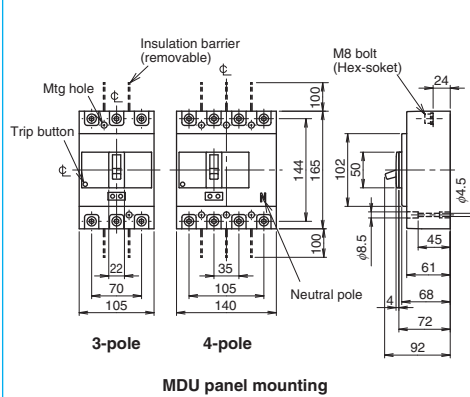 Insulation barrier
(removable)
M8 bolt
(Hex-soket)
24
Mtg hole
℄
℄
100
Trip button
℄
144
165
102
50
φ4.5
φ8.5
N
100
45
22
35
Neutral pole
61
70
105
4
68
105
140
72
92
3-pole
4-pole
MDU panel mounting